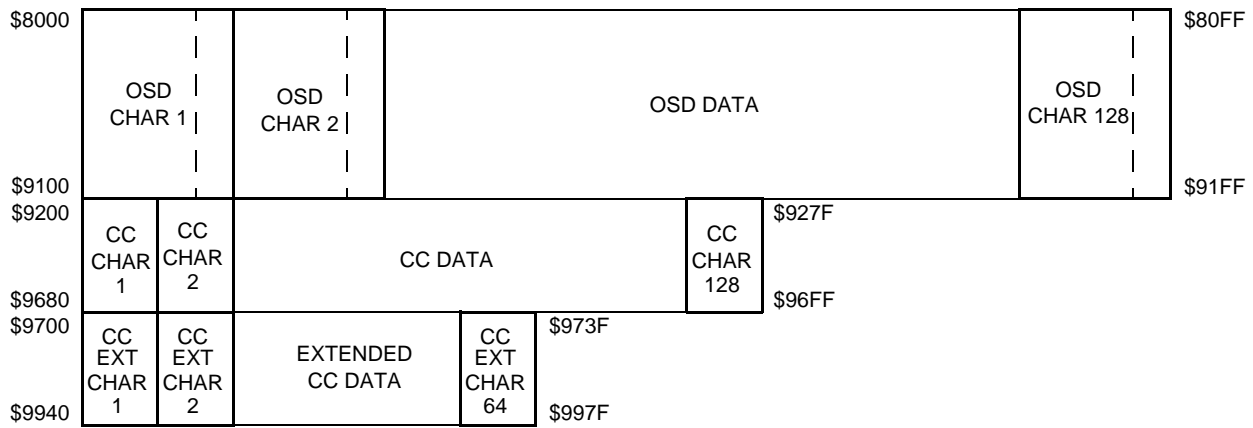 $8000
$80FF
OSD
CHAR 1
OSD
CHAR 2
OSD DATA
OSD
CHAR 128
$9100
$91FF
$9200
$927F
CC
CHAR
1
CC
CHAR
2
CC DATA
CC
CHAR
128
$9680
$96FF
$9700
$973F
CC
EXT
CHAR
1
CC
EXT
CHAR
2
EXTENDED
CC DATA
CC
EXT
CHAR
64
$9940
$997F